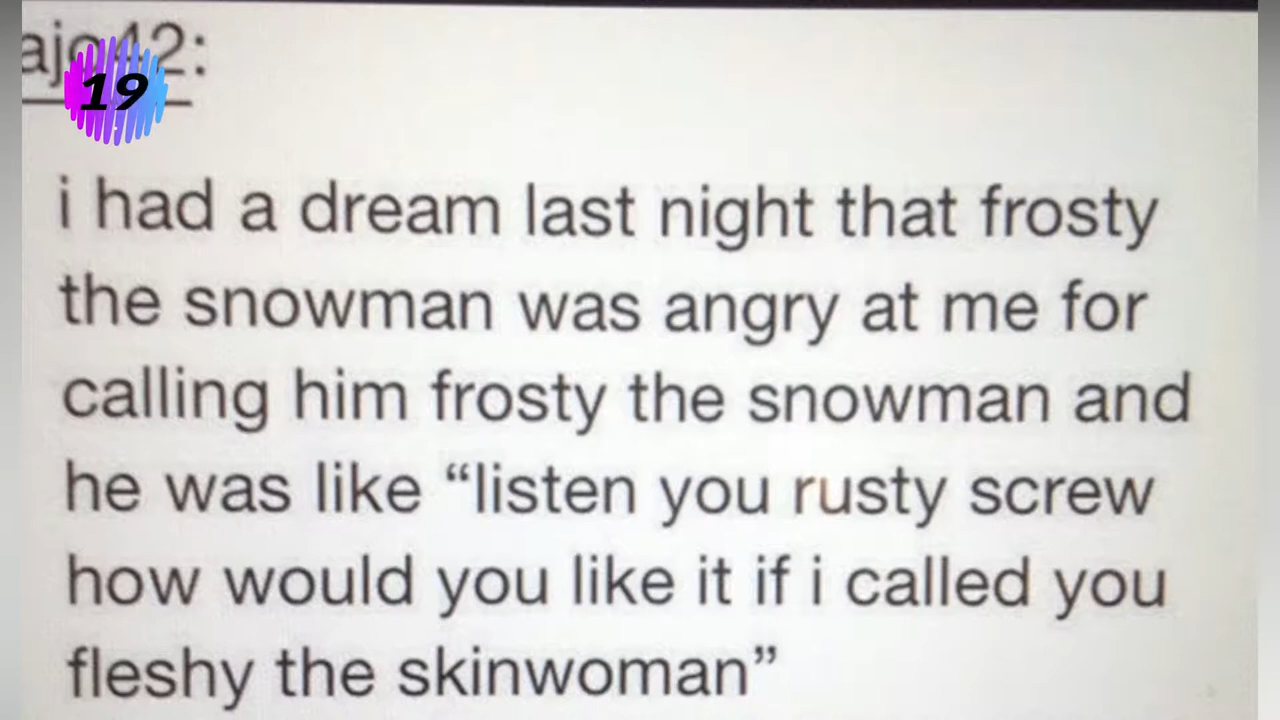 19
i had a dream last night that frosty
the snowman was angry at me for
calling him frosty the snowman and
he was like “listen you rusty screw
how would you like it if i called you
fleshy the skinwoman”